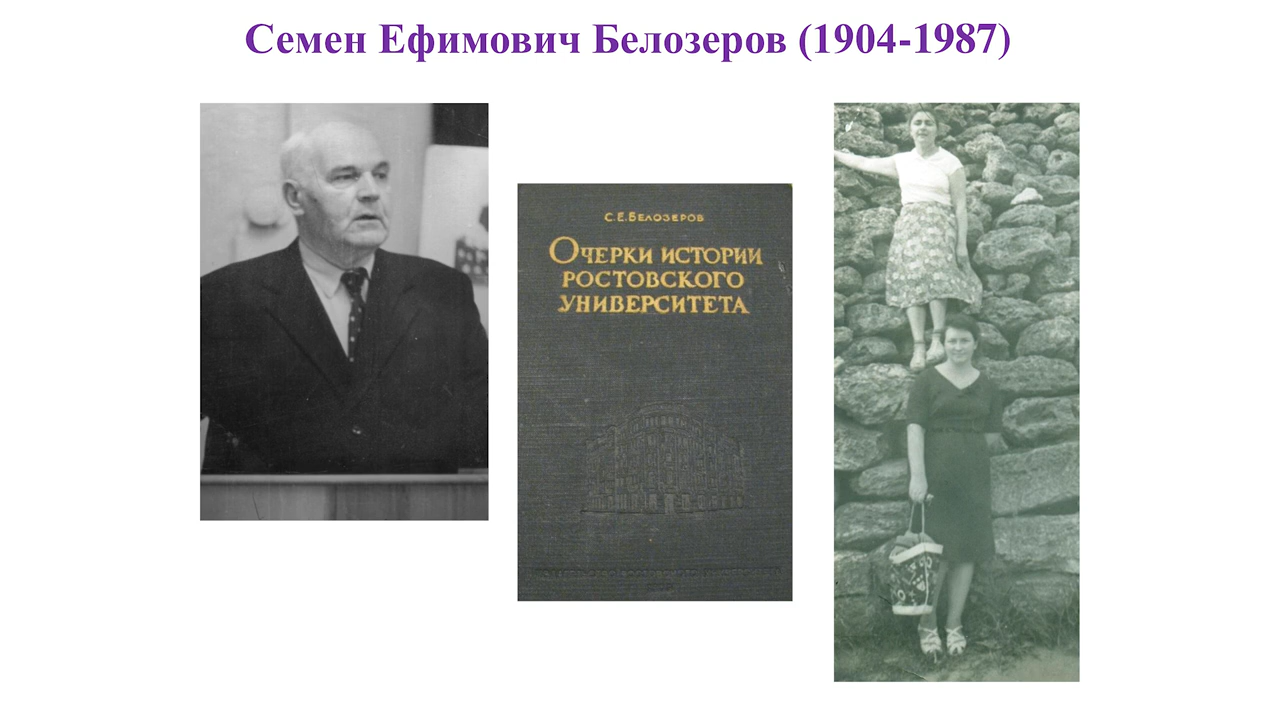 Семен Ефимович Белозеров (1904-1987)
С.Е.Белозеров
Очерки истории
ростовского
университета